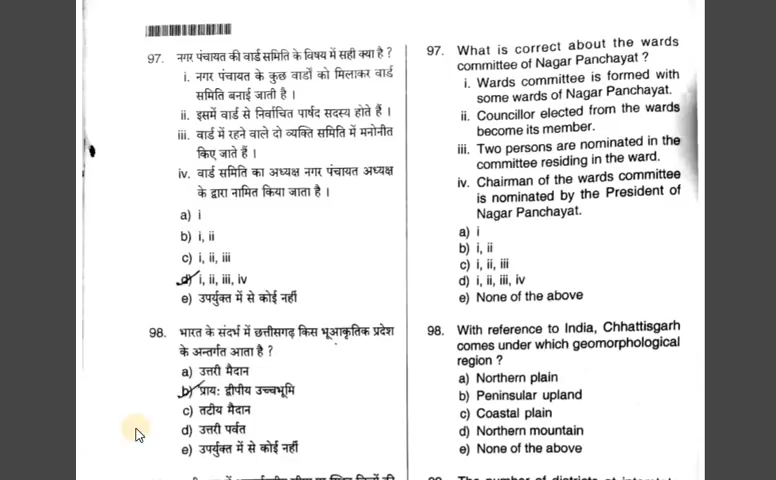 97. नगर पंचायत की वार्ड समिति के विषय में सही क्या है ?
i. नगर पंचायत के कुछ वार्डों को मिलाकर वार्ड
समिति बनाई जाती है ।
ii. इसमें वार्ड से निर्वाचित पार्षद सदस्य होते हैं ।
iii. वार्ड में रहने वाले दो व्यक्ति समिति में मनोनीत
किए जाते हैं ।
iv. वार्ड समिति का अध्यक्ष नगर पंचायत अध्यक्ष
के द्वारा नामित किया जाता है ।
a) i
b) i, ii
c) i, ii, iii
d) i, ii, iii, iv
e) उपर्युक्त में से कोई नहीं
98. भारत के संदर्भ में छत्तीसगढ़ किस भूआकृतिक प्रदेश
के अन्तर्गत आता है ?
a) उत्तरी मैदान
b) प्राय: द्वीपीय उच्चभूमि
c) तटीय मैदान
d) उत्तरी पर्वत
e) उपर्युक्त में से कोई नहीं
97. What is correct about the wards
committee of Nagar Panchayat ?
i. Wards committee is formed with
some wards of Nagar Panchayat.
ii. Councillor elected from the wards
become its member.
iii. Two persons are nominated in the
committee residing in the ward.
iv. Chairman of the wards committee
is nominated by the President of
Nagar Panchayat.
a) i
b) i, ii
c) i, ii, iii
d) i, ii, iii, iv
e) None of the above
98. With reference to India, Chhattisgarh
comes under which geomorphological
region ?
a) Northern plain
b) Peninsular upland
c) Coastal plain
d) Northern mountain
e) None of the above
99. The number of districts